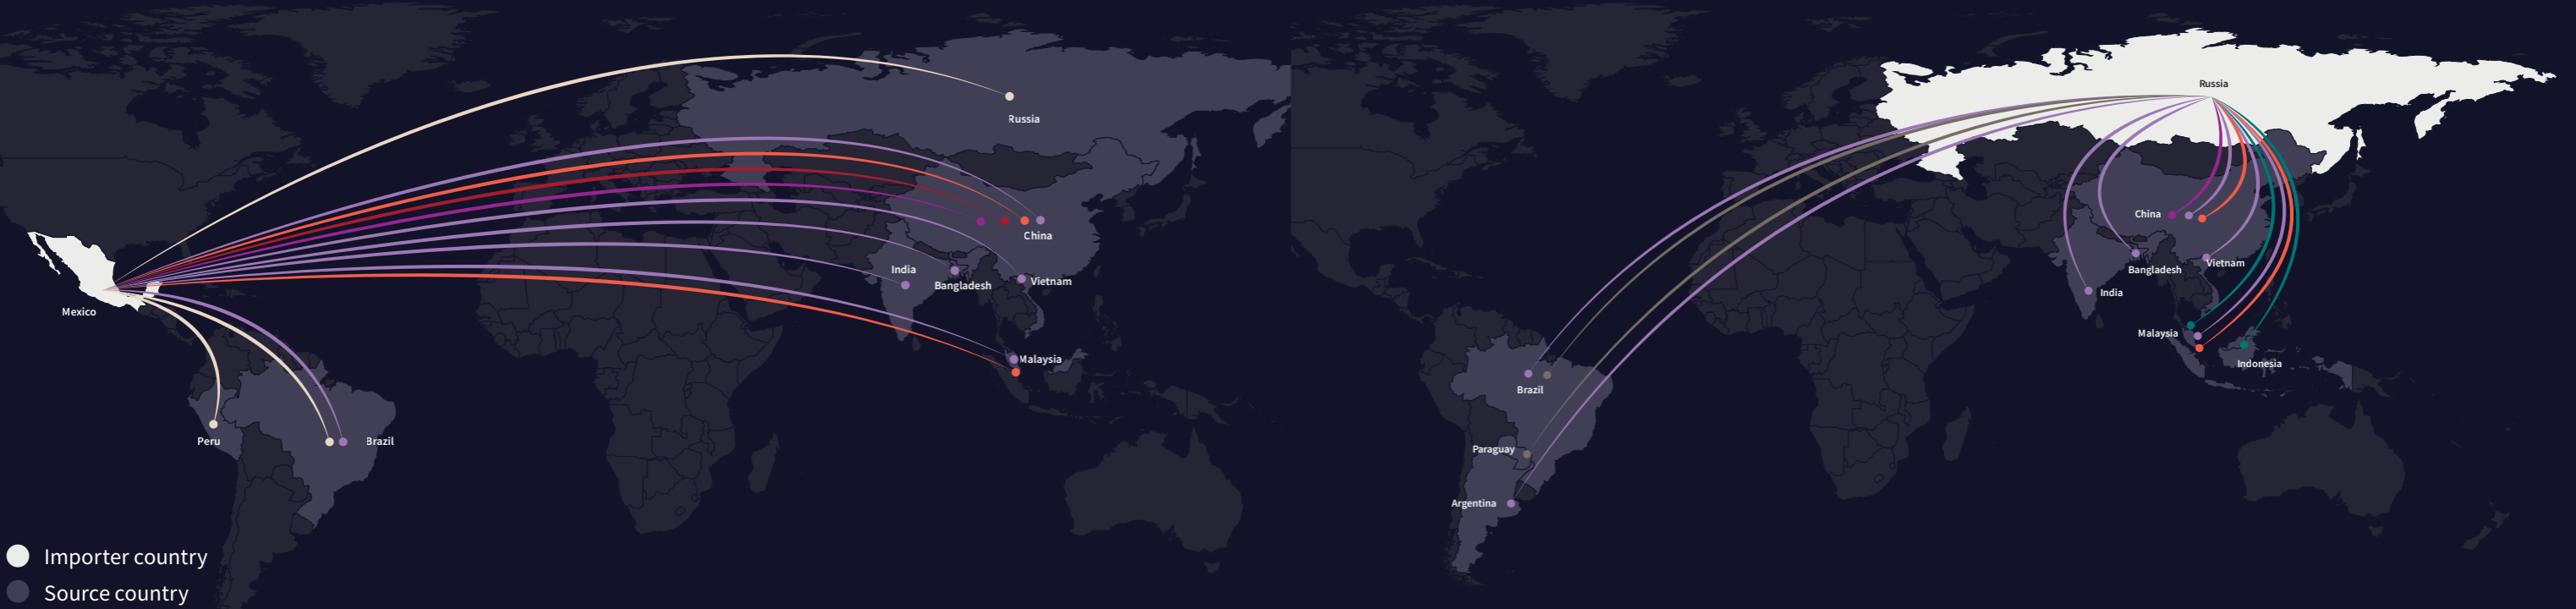 Russia
China
India
Bangladesh
Vietnam
Mexico
Malaysia
Peru
Brazil
Importer country
Source country
Russia
China
Vietnam
Bangladesh
India
Malaysia
Indonesia
Brazil
Paraguay
Argentina